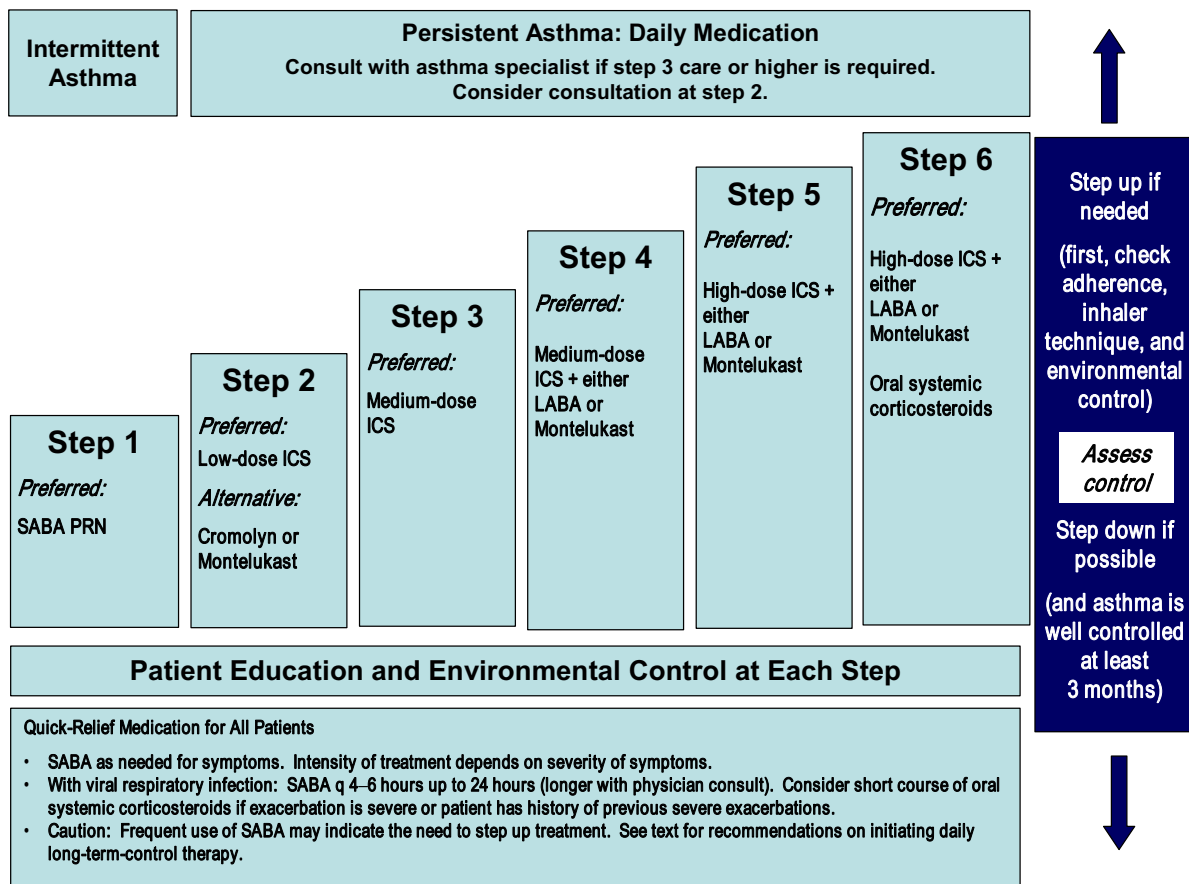 Intermittent
Asthma
Persistent Asthma: Daily Medication
Consult with asthma specialist if step 3 care or higher is required.
Consider consultation at step 2.
Step 1
Preferred:
SABA PRN
Step 2
Preferred:
Low-dose ICS
Alternative:
Cromolyn or
Montelukast
Step 3
Preferred:
Medium-dose
ICS
Step 4
Preferred:
Medium-dose
ICS + either
LABA or
Montelukast
Step 5
Preferred:
High-dose ICS +
either
LABA or
Montelukast
Step 6
Preferred:
High-dose ICS +
either
LABA or
Montelukast
Oral systemic
corticosteroids
Step up if
needed
(first, check
adherence,
inhaler
technique, and
environmental
control)
Assess
control
Step down if
possible
(and asthma is
well controlled
at least
3 months)
Patient Education and Environmental Control at Each Step
Quick-Relief Medication for All Patients
• SABA as needed for symptoms. Intensity of treatment depends on severity of symptoms.
• With viral respiratory infection: SABA q 4–6 hours up to 24 hours (longer with physician consult). Consider short course of oral
systemic corticosteroids if exacerbation is severe or patient has history of previous severe exacerbations.
• Caution: Frequent use of SABA may indicate the need to step up treatment. See text for recommendations on initiating daily
long-term-control therapy.